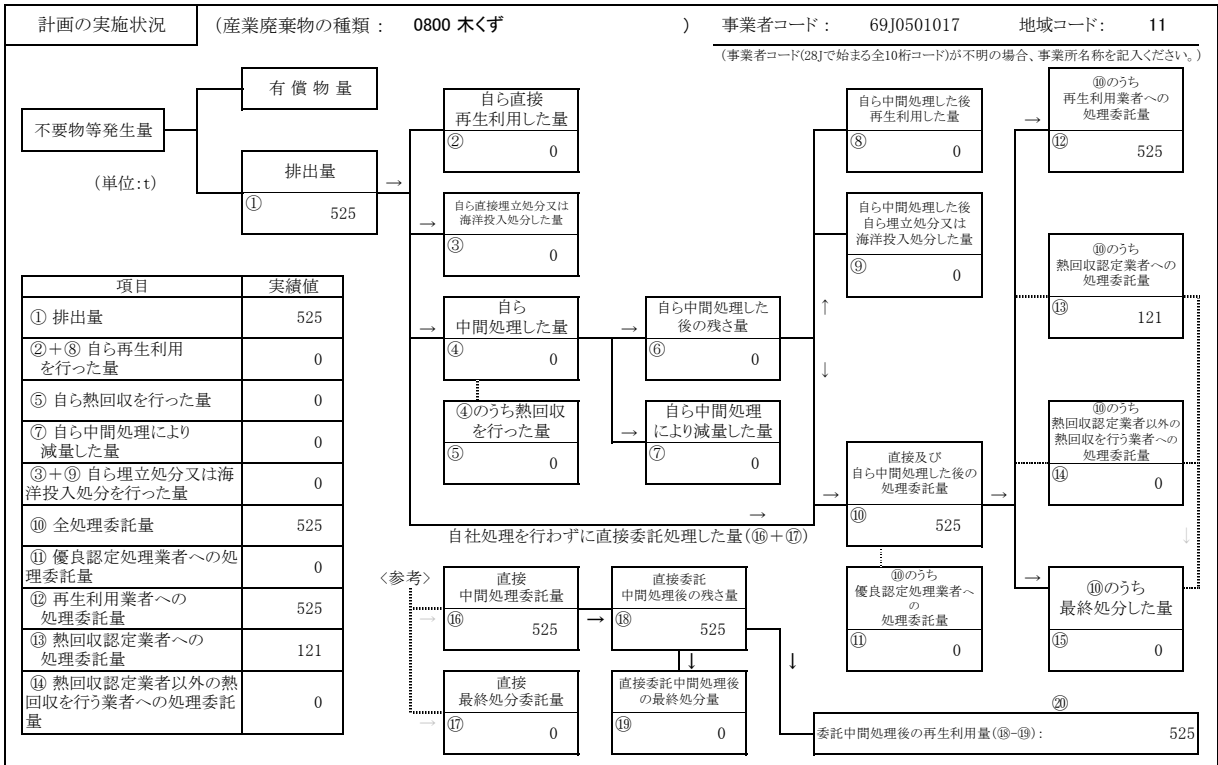 計画の実施状況
(産業廃棄物の種類 : 0800 木くず )
事業者コード : 69J0501017 地域コード: 11
(事業者コード(28Jで始まる全10桁コード)が不明の場合、事業所名称を記入ください。)
不要物等発生量
(単位:t)
有 償 物 量
排出量
→
①
525
自ら直接
再生利用した量
②
0
→
自ら直接埋立処分又は
海洋投入処分した量
③
0
→
自ら
中間処理した量
④
0
④のうち熱回収
を行った量
⑤
0
→
自ら中間処理した
後の残さ量
⑥
0
→
自ら中間処理
により減量した量
⑦
0
自ら中間処理した後
再生利用した量
⑧
0
自ら中間処理した後
自ら埋立処分又は
海洋投入処分した量
⑨
0
↑
↓
→
直接及び
自ら中間処理した後の
処理委託量
⑩
525
→
⑩のうち
優良認定処理業者へ
の
処理委託量
⑪
0
→
⑩のうち
再生利用業者への
処理委託量
⑫
525
⑩のうち
熱回収認定業者への
処理委託量
⑬
121
⑩のうち
熱回収認定業者以外の
熱回収を行う業者への
処理委託量
⑭
0
↓
→
⑩のうち
最終処分した量
⑮
0
→
自社処理を行わずに直接委託処理した量(⑯+⑰)
<参考>
→
直接
中間処理委託量
⑯
525
→
直接委託
中間処理後の残さ量
⑱
525
→
直接
最終処分委託量
⑰
0
↓
直接委託中間処理後
の最終処分量
⑲
0
↓
⑳
委託中間処理後の再生利用量(⑱-⑲): 525
項目 実績値
① 排出量 525
②+⑧ 自ら再生利用
を行った量 0
⑤ 自ら熱回収を行った量 0
⑦ 自ら中間処理により
減量した量 0
③+⑨ 自ら埋立処分又は海
洋投入処分を行った量 0
⑩ 全処理委託量 525
⑪ 優良認定処理業者への処
理委託量 0
⑫ 再生利用業者への
処理委託量 525
⑬ 熱回収認定業者への
処理委託量 121
⑭ 熱回収認定業者以外の熱
回収を行う業者への処理委託
量 0